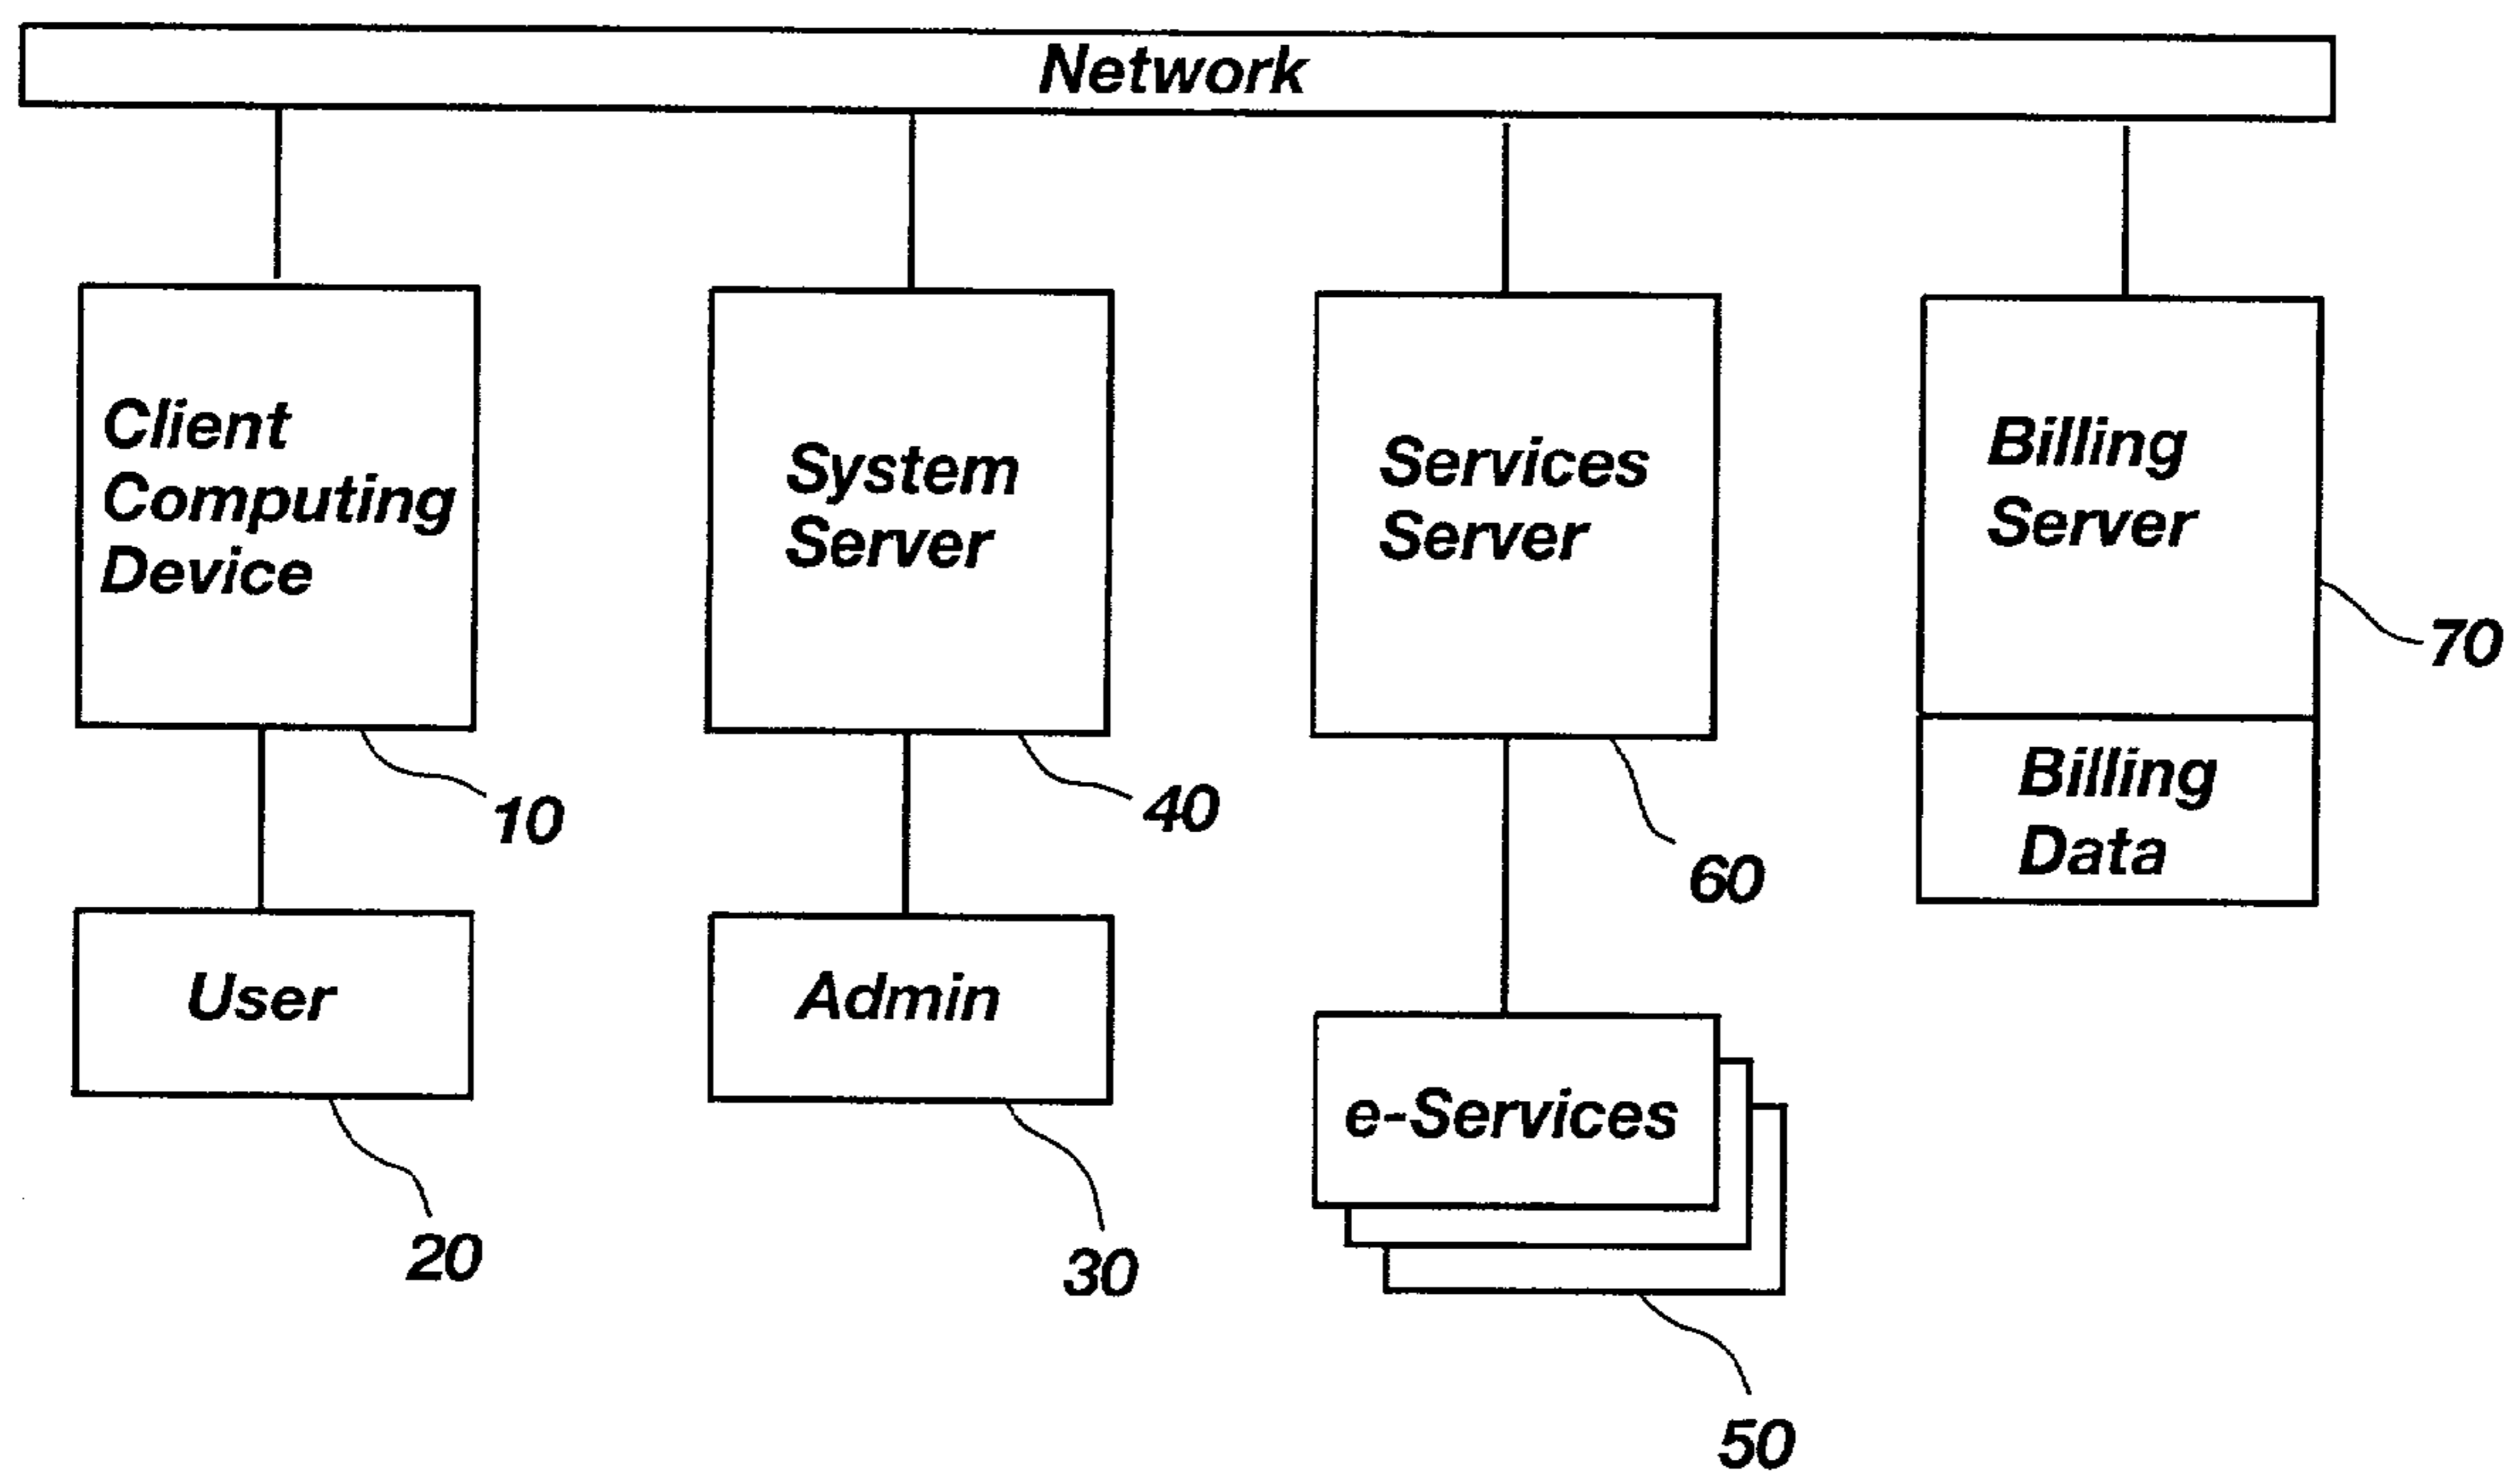 Network
Client
Computing
Device
System
Server
Services
Server
Billing
Server
70
Billing
Data
10
40
60
User
Admin
e-Services
20
30
50